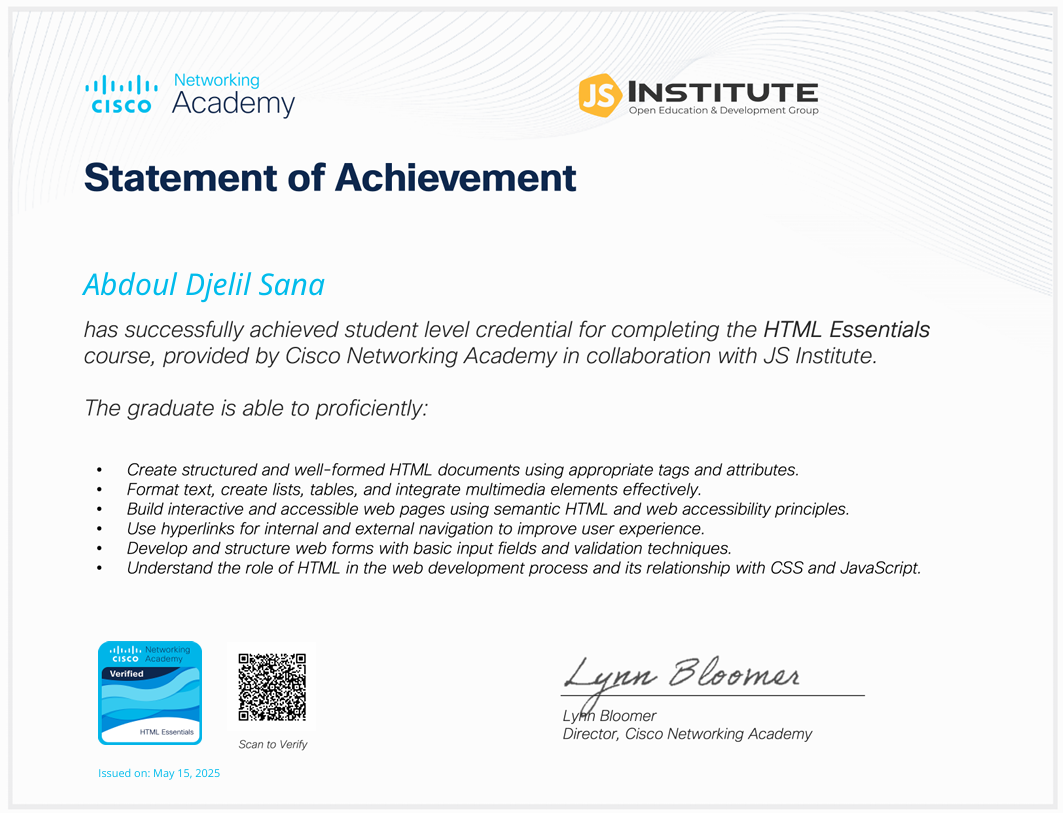 Networking
CISCO Academy
JS INSTITUTE
Open Education & Development Group
Statement of Achievement
Abdoul Djelil Sana
has successfully achieved student level credential for completing the HTML Essentials
course, provided by Cisco Networking Academy in collaboration with JS Institute.
The graduate is able to proficiently:
• Create structured and well-formed HTML documents using appropriate tags and attributes.
• Format text, create lists, tables, and integrate multimedia elements effectively.
• Build interactive and accessible web pages using semantic HTML and web accessibility principles.
• Use hyperlinks for internal and external navigation to improve user experience.
• Develop and structure web forms with basic input fields and validation techniques.
• Understand the role of HTML in the web development process and its relationship with CSS and JavaScript.
Networking
CISCO Academy
Verified
HTML Essentials
Scan to Verify
Issued on: May 15, 2025
Lynn Bloomer
Lynn Bloomer
Director, Cisco Networking Academy